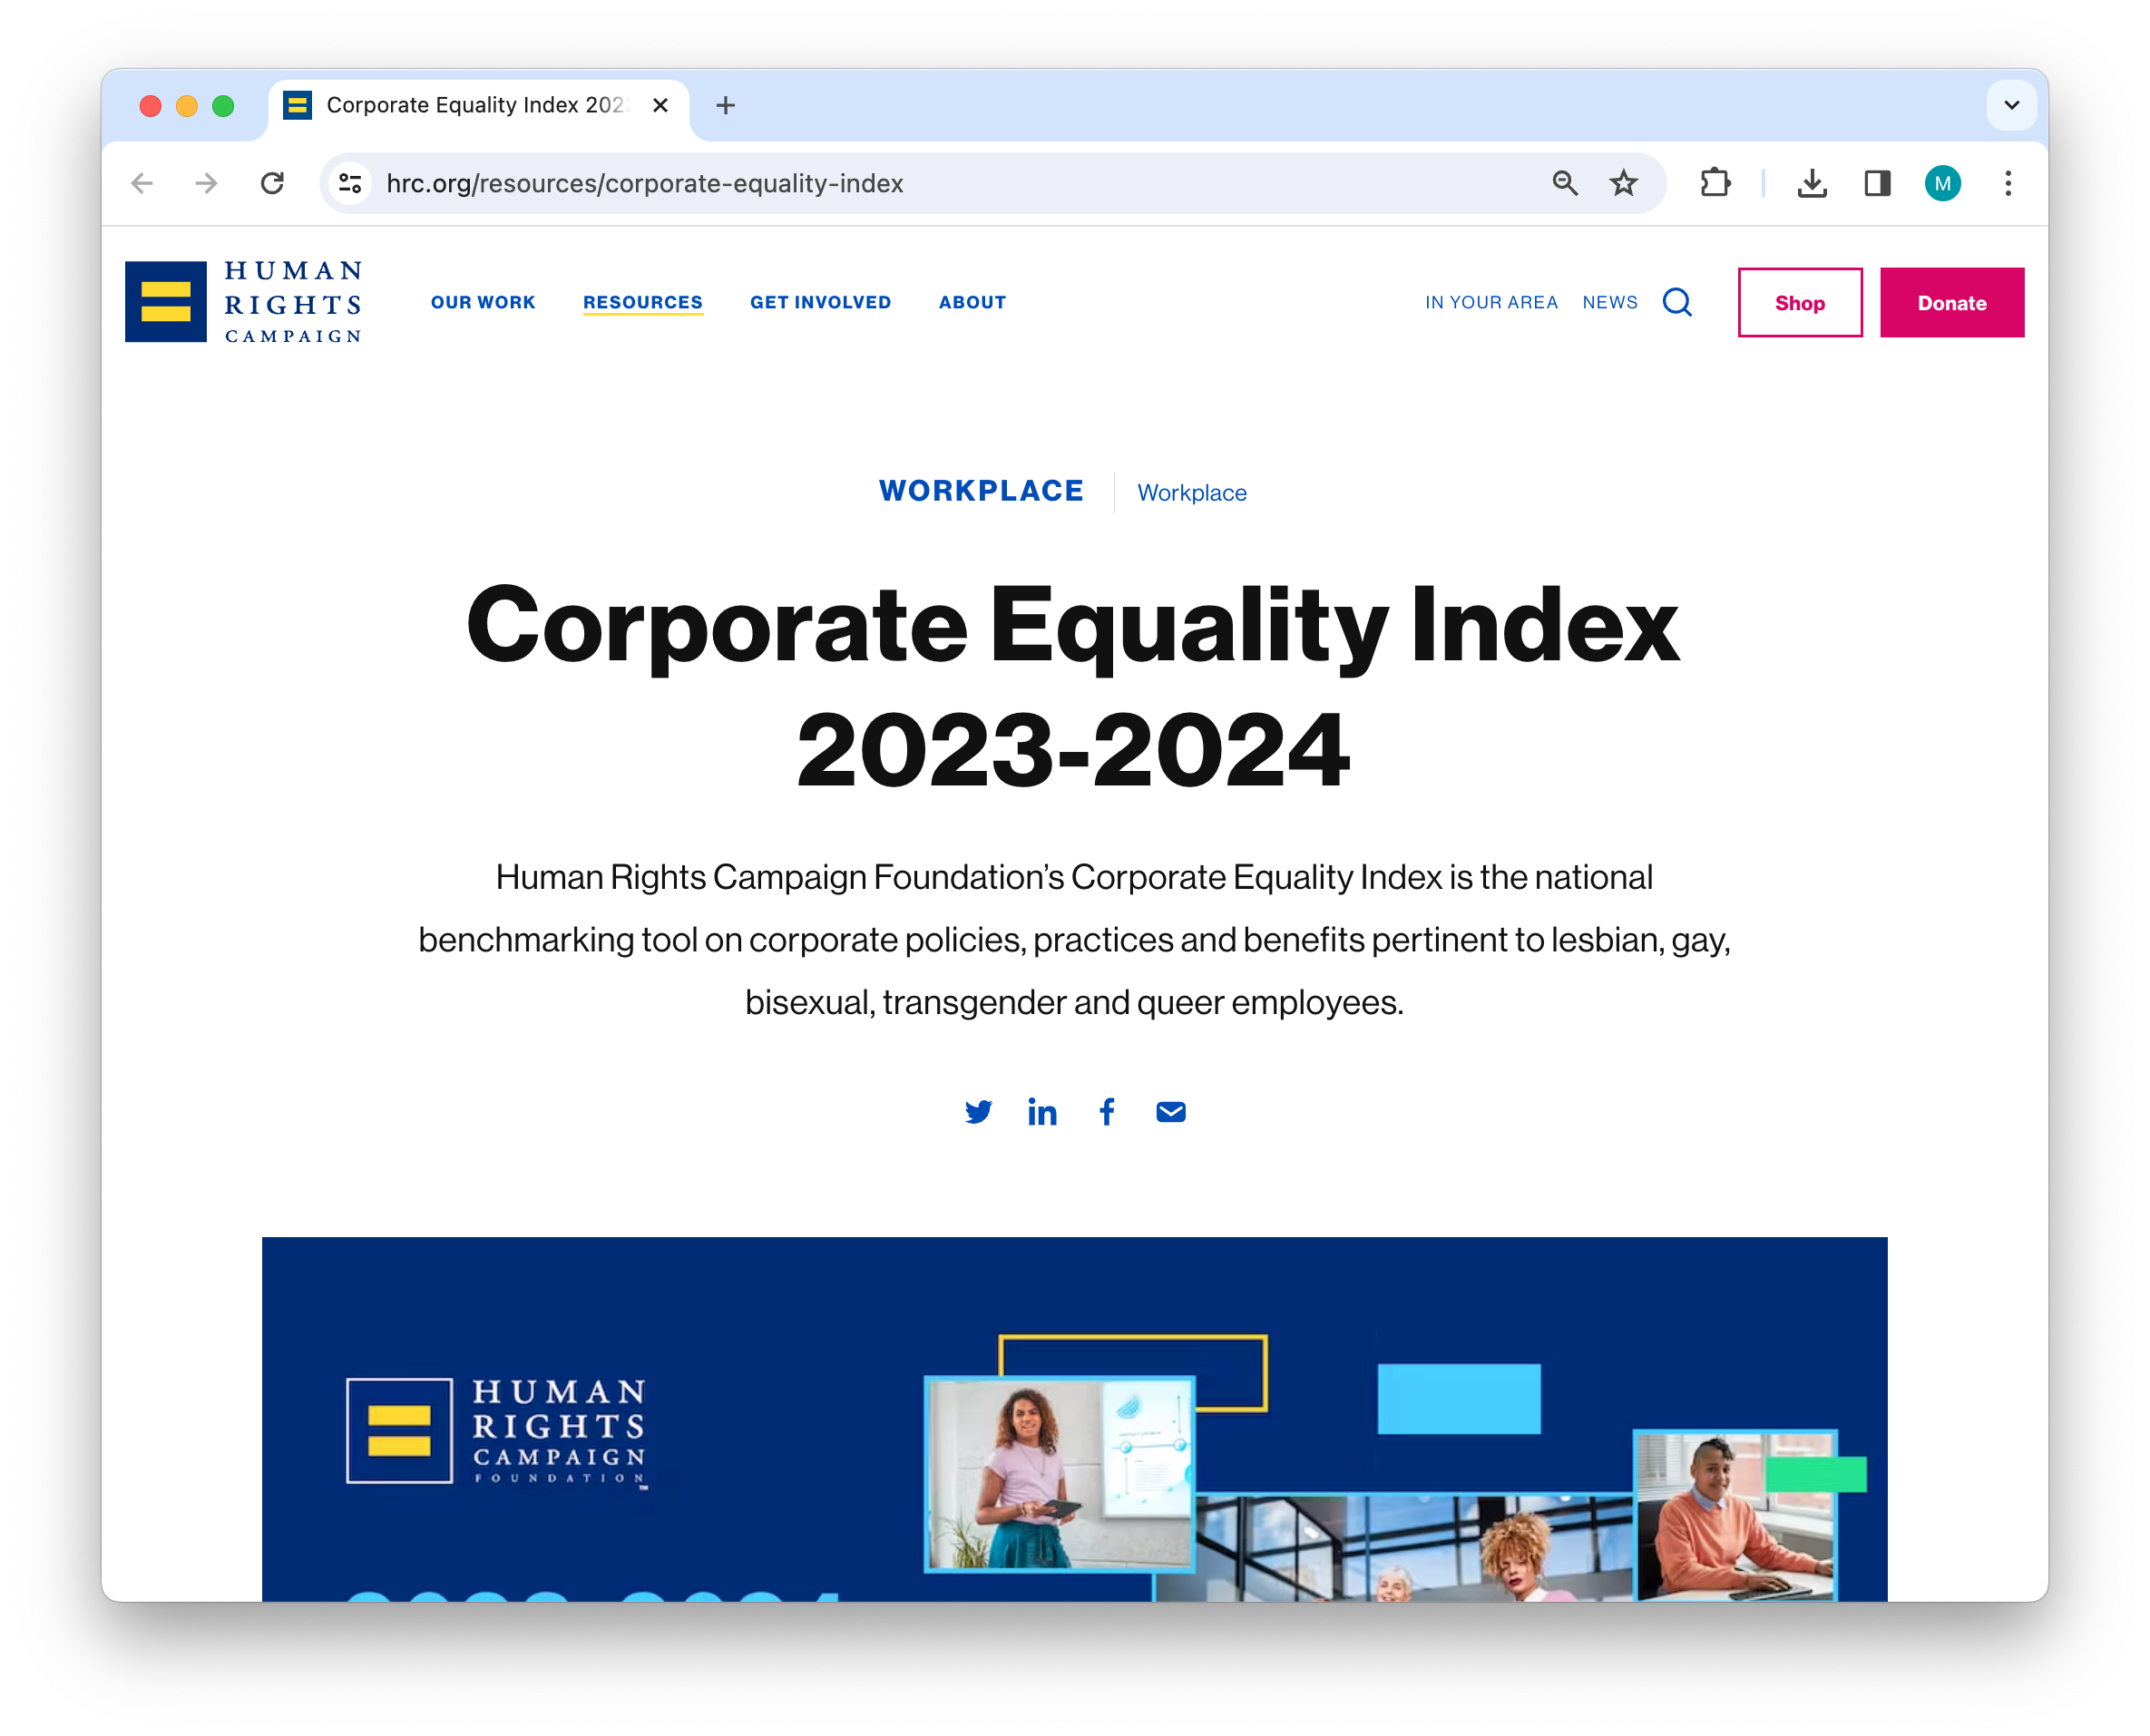 Corporate Equality Index 202
hrc.org/resources/corporate-equality-index
M
HUMAN
RIGHTS
CAMPAIGN
OUR WORK RESOURCES GET INVOLVED ABOUT
IN YOUR AREA NEWS
Shop
Donate
WORKPLACE Workplace
Corporate Equality Index
2023-2024
Human Rights Campaign Foundation’s Corporate Equality Index is the national
benchmarking tool on corporate policies, practices and benefits pertinent to lesbian, gay,
bisexual, transgender and queer employees.
HUMAN
RIGHTS
CAMPAIGN
FOUNDATION
TM